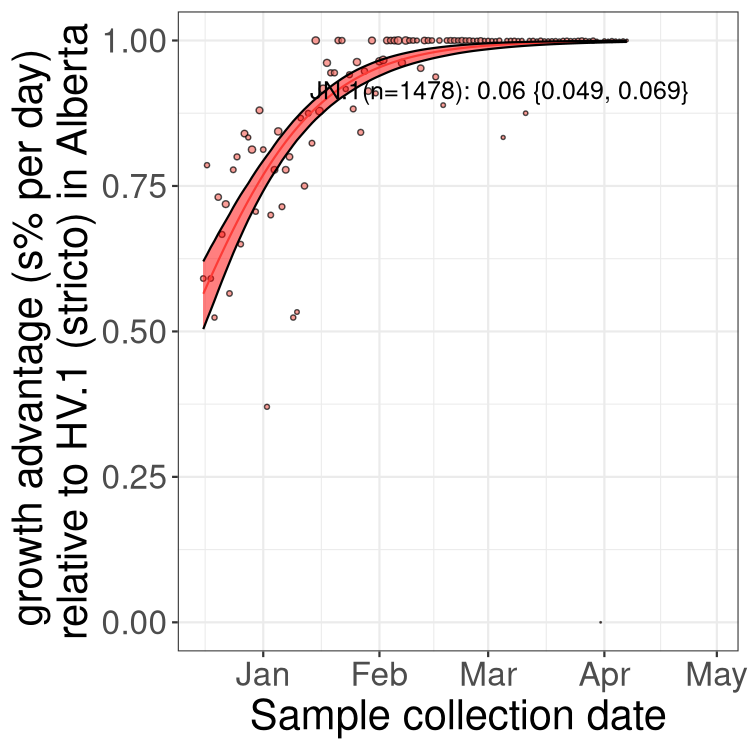 growth advantage (s% per day)
relative to HV.1 (stricto) in Alberta
1.00
0.75
0.50
0.25
0.00
JN.1(n=1478): 0.06 {0.049, 0.069}
Jan Feb Mar Apr May
Sample collection date